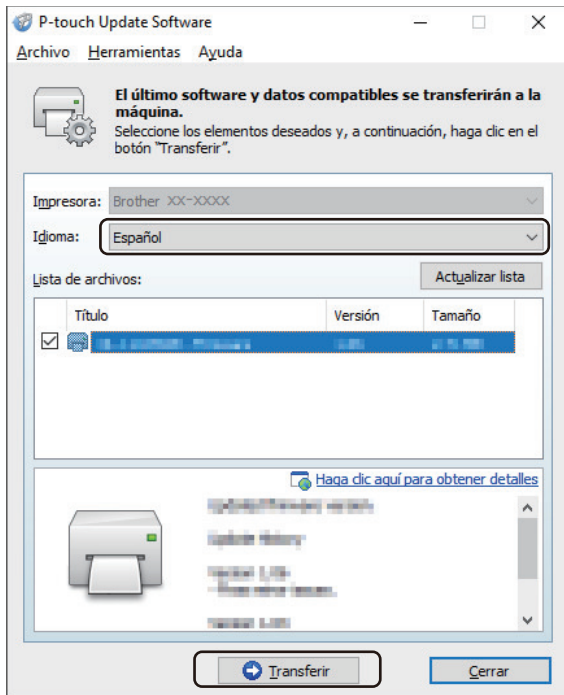 P-touch Update Software
Archivo Herramientas Ayuda
El último software y datos compatibles se transferirán a la
máquina.
Seleccione los elementos deseados y, a continuación, haga clic en el
botón "Transferir".
Impresora: Brother XX-XXXX
Idioma: Español
Lista de archivos: Actualizar lista
Título Versión Tamaño
Haga clic aquí para obtener detalles
Transferir Cerrar